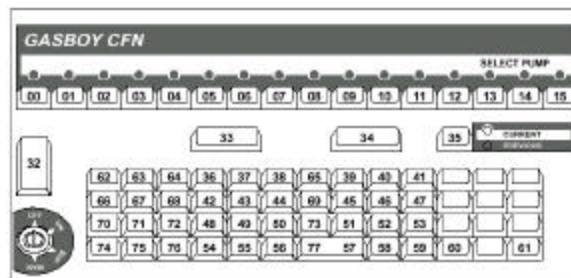 GASBOY CFN
SELECT PUMP
00 01 02 03 04 05 06 07 08 09 10 11 12 13 14 15
33 34 35 CURRENT
PREVIOUS
32
62 63 64 36 37 38 65 39 40 41
66 67 68 42 43 44 69 45 46 47
70 71 72 48 49 50 73 51 52 53
74 75 76 54 55 56 77 57 58 59 60 61
OFF